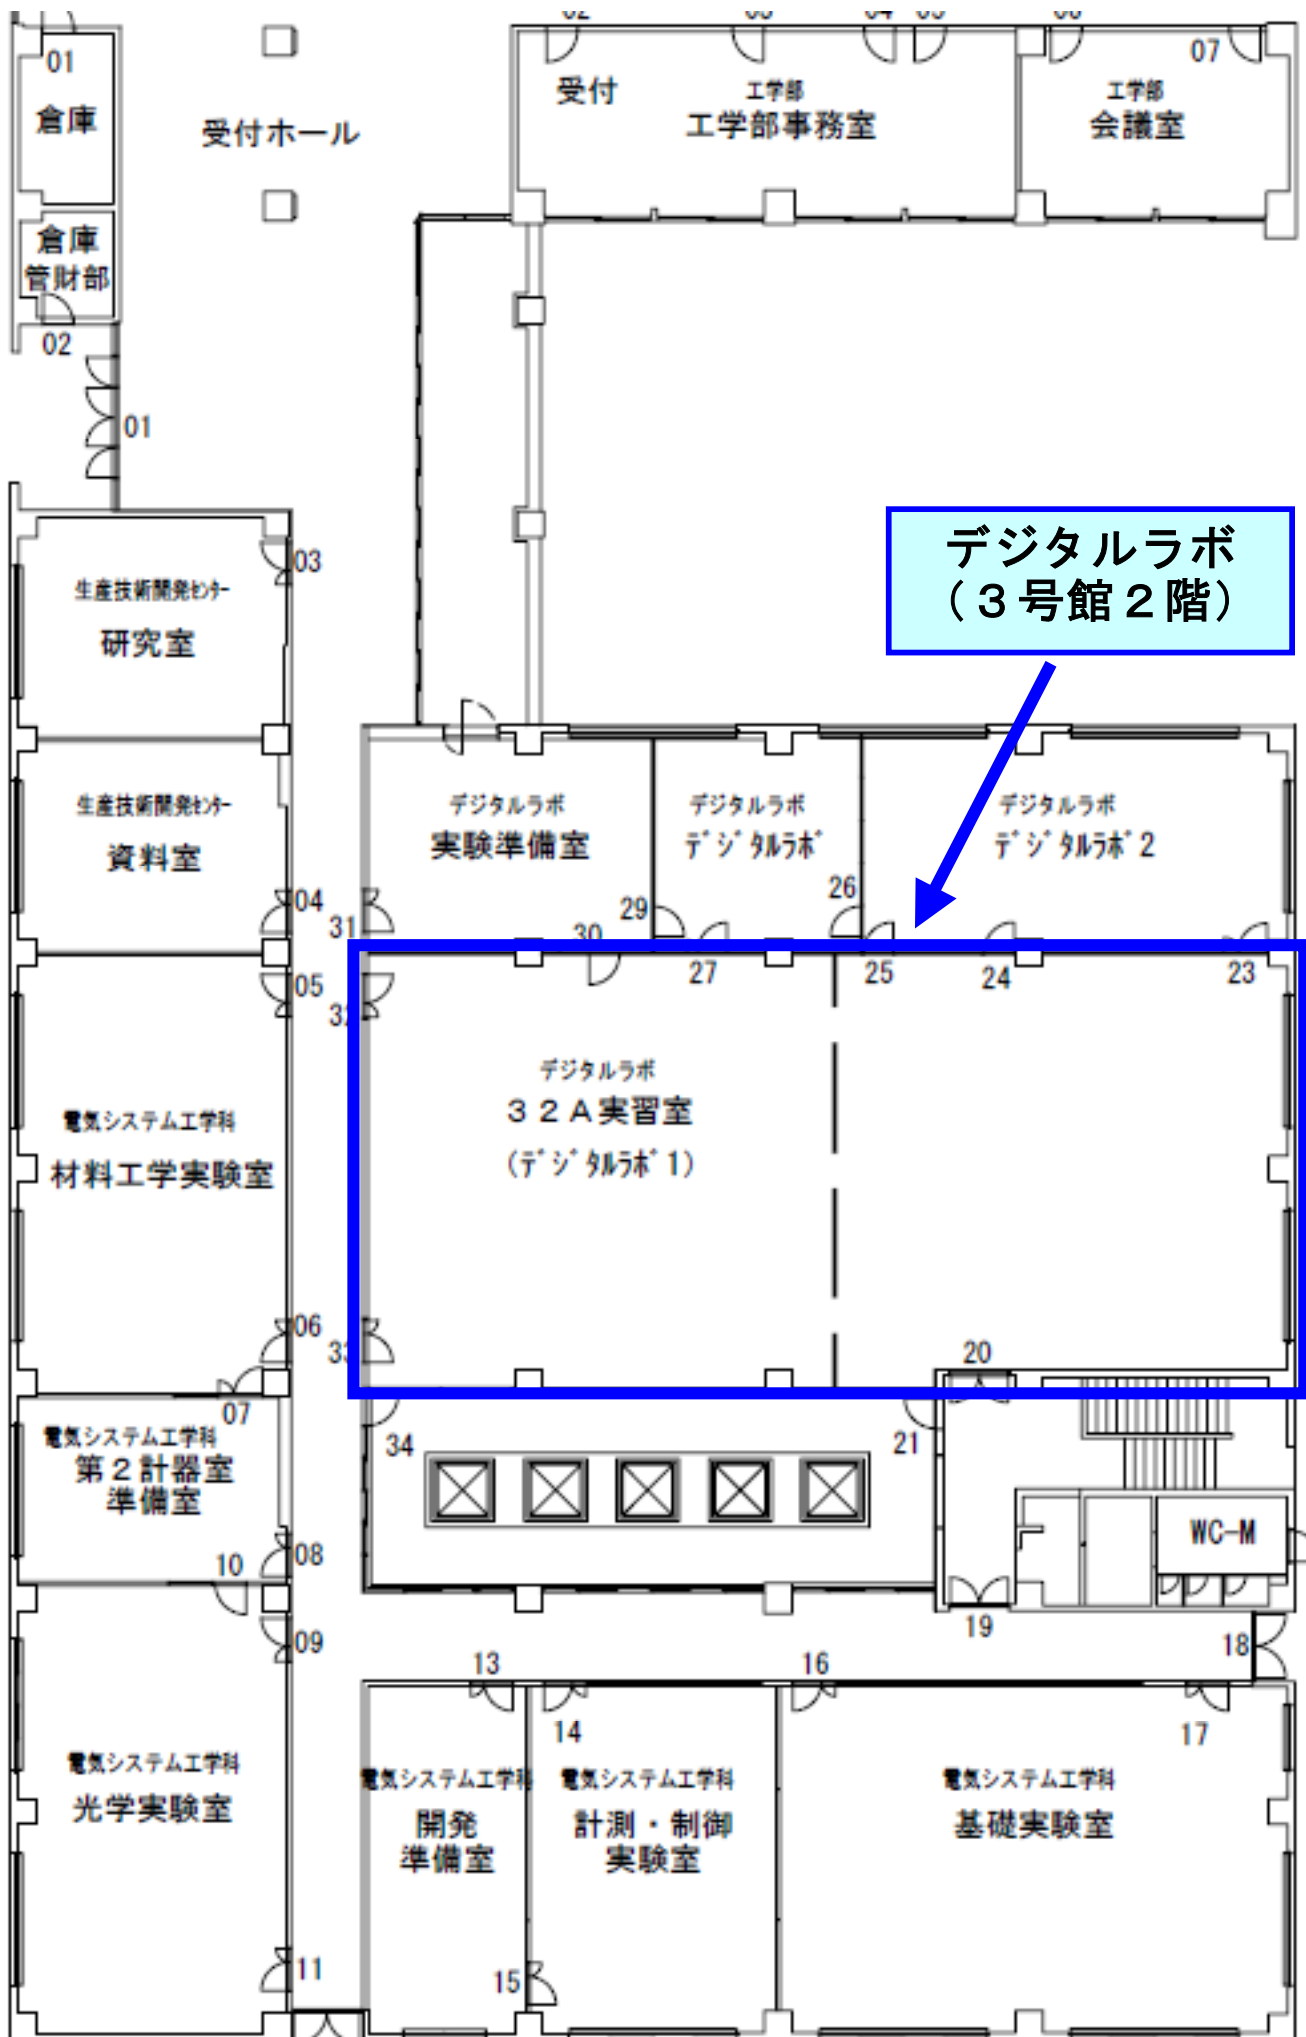 02
03
04
05
06
01
07
倉庫
受付ホール
受付
工学部
工学部事務室
工学部
会議室
倉庫
管財部
02
01
デジタルラボ
（３号館２階）
03
生産技術開発ｾﾝﾀｰ
研究室
生産技術開発ｾﾝﾀｰ
資料室
04
デジタルラボ
実験準備室
デジタルラボ
ﾃﾞｼﾞﾀﾙﾗﾎﾞ
デジタルラボ
ﾃﾞｼﾞﾀﾙﾗﾎﾞ2
31
30
29
26
27
25
24
23
05
32
デジタルラボ
３２Ａ実習室
(ﾃﾞｼﾞﾀﾙﾗﾎﾞ1)
電気システム工学科
材料工学実験室
06
33
20
07
電気システム工学科
第２計器室
準備室
34
21
WC-M
10
08
09
19
18
13
16
14
17
電気システム工学科
光学実験室
電気システム工学科
開発
準備室
電気システム工学科
計測・制御
実験室
電気システム工学科
基礎実験室
11
15